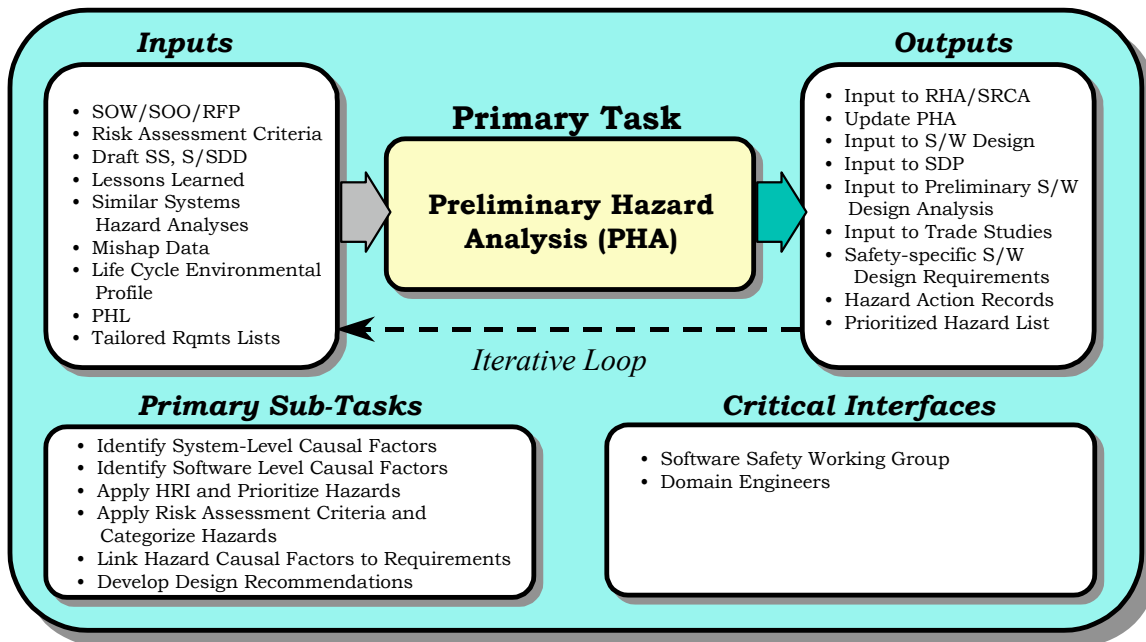 Inputs
• SOW/SOO/RFP
• Risk Assessment Criteria
• Draft SS, S/SDD
• Lessons Learned
• Similar Systems
Hazard Analyses
• Mishap Data
• Life Cycle Environmental
Profile
• PHL
• Tailored Rqmts Lists
Primary Task
Preliminary Hazard
Analysis (PHA)
Outputs
• Input to RHA/SRCA
• Update PHA
• Input to S/W Design
• Input to SDP
• Input to Preliminary S/W
Design Analysis
• Input to Trade Studies
• Safety-specific S/W
Design Requirements
• Hazard Action Records
• Prioritized Hazard List
Iterative Loop
Primary Sub-Tasks
• Identify System-Level Causal Factors
• Identify Software Level Causal Factors
• Apply HRI and Prioritize Hazards
• Apply Risk Assessment Criteria and
Categorize Hazards
• Link Hazard Causal Factors to Requirements
• Develop Design Recommendations
Critical Interfaces
• Software Safety Working Group
• Domain Engineers